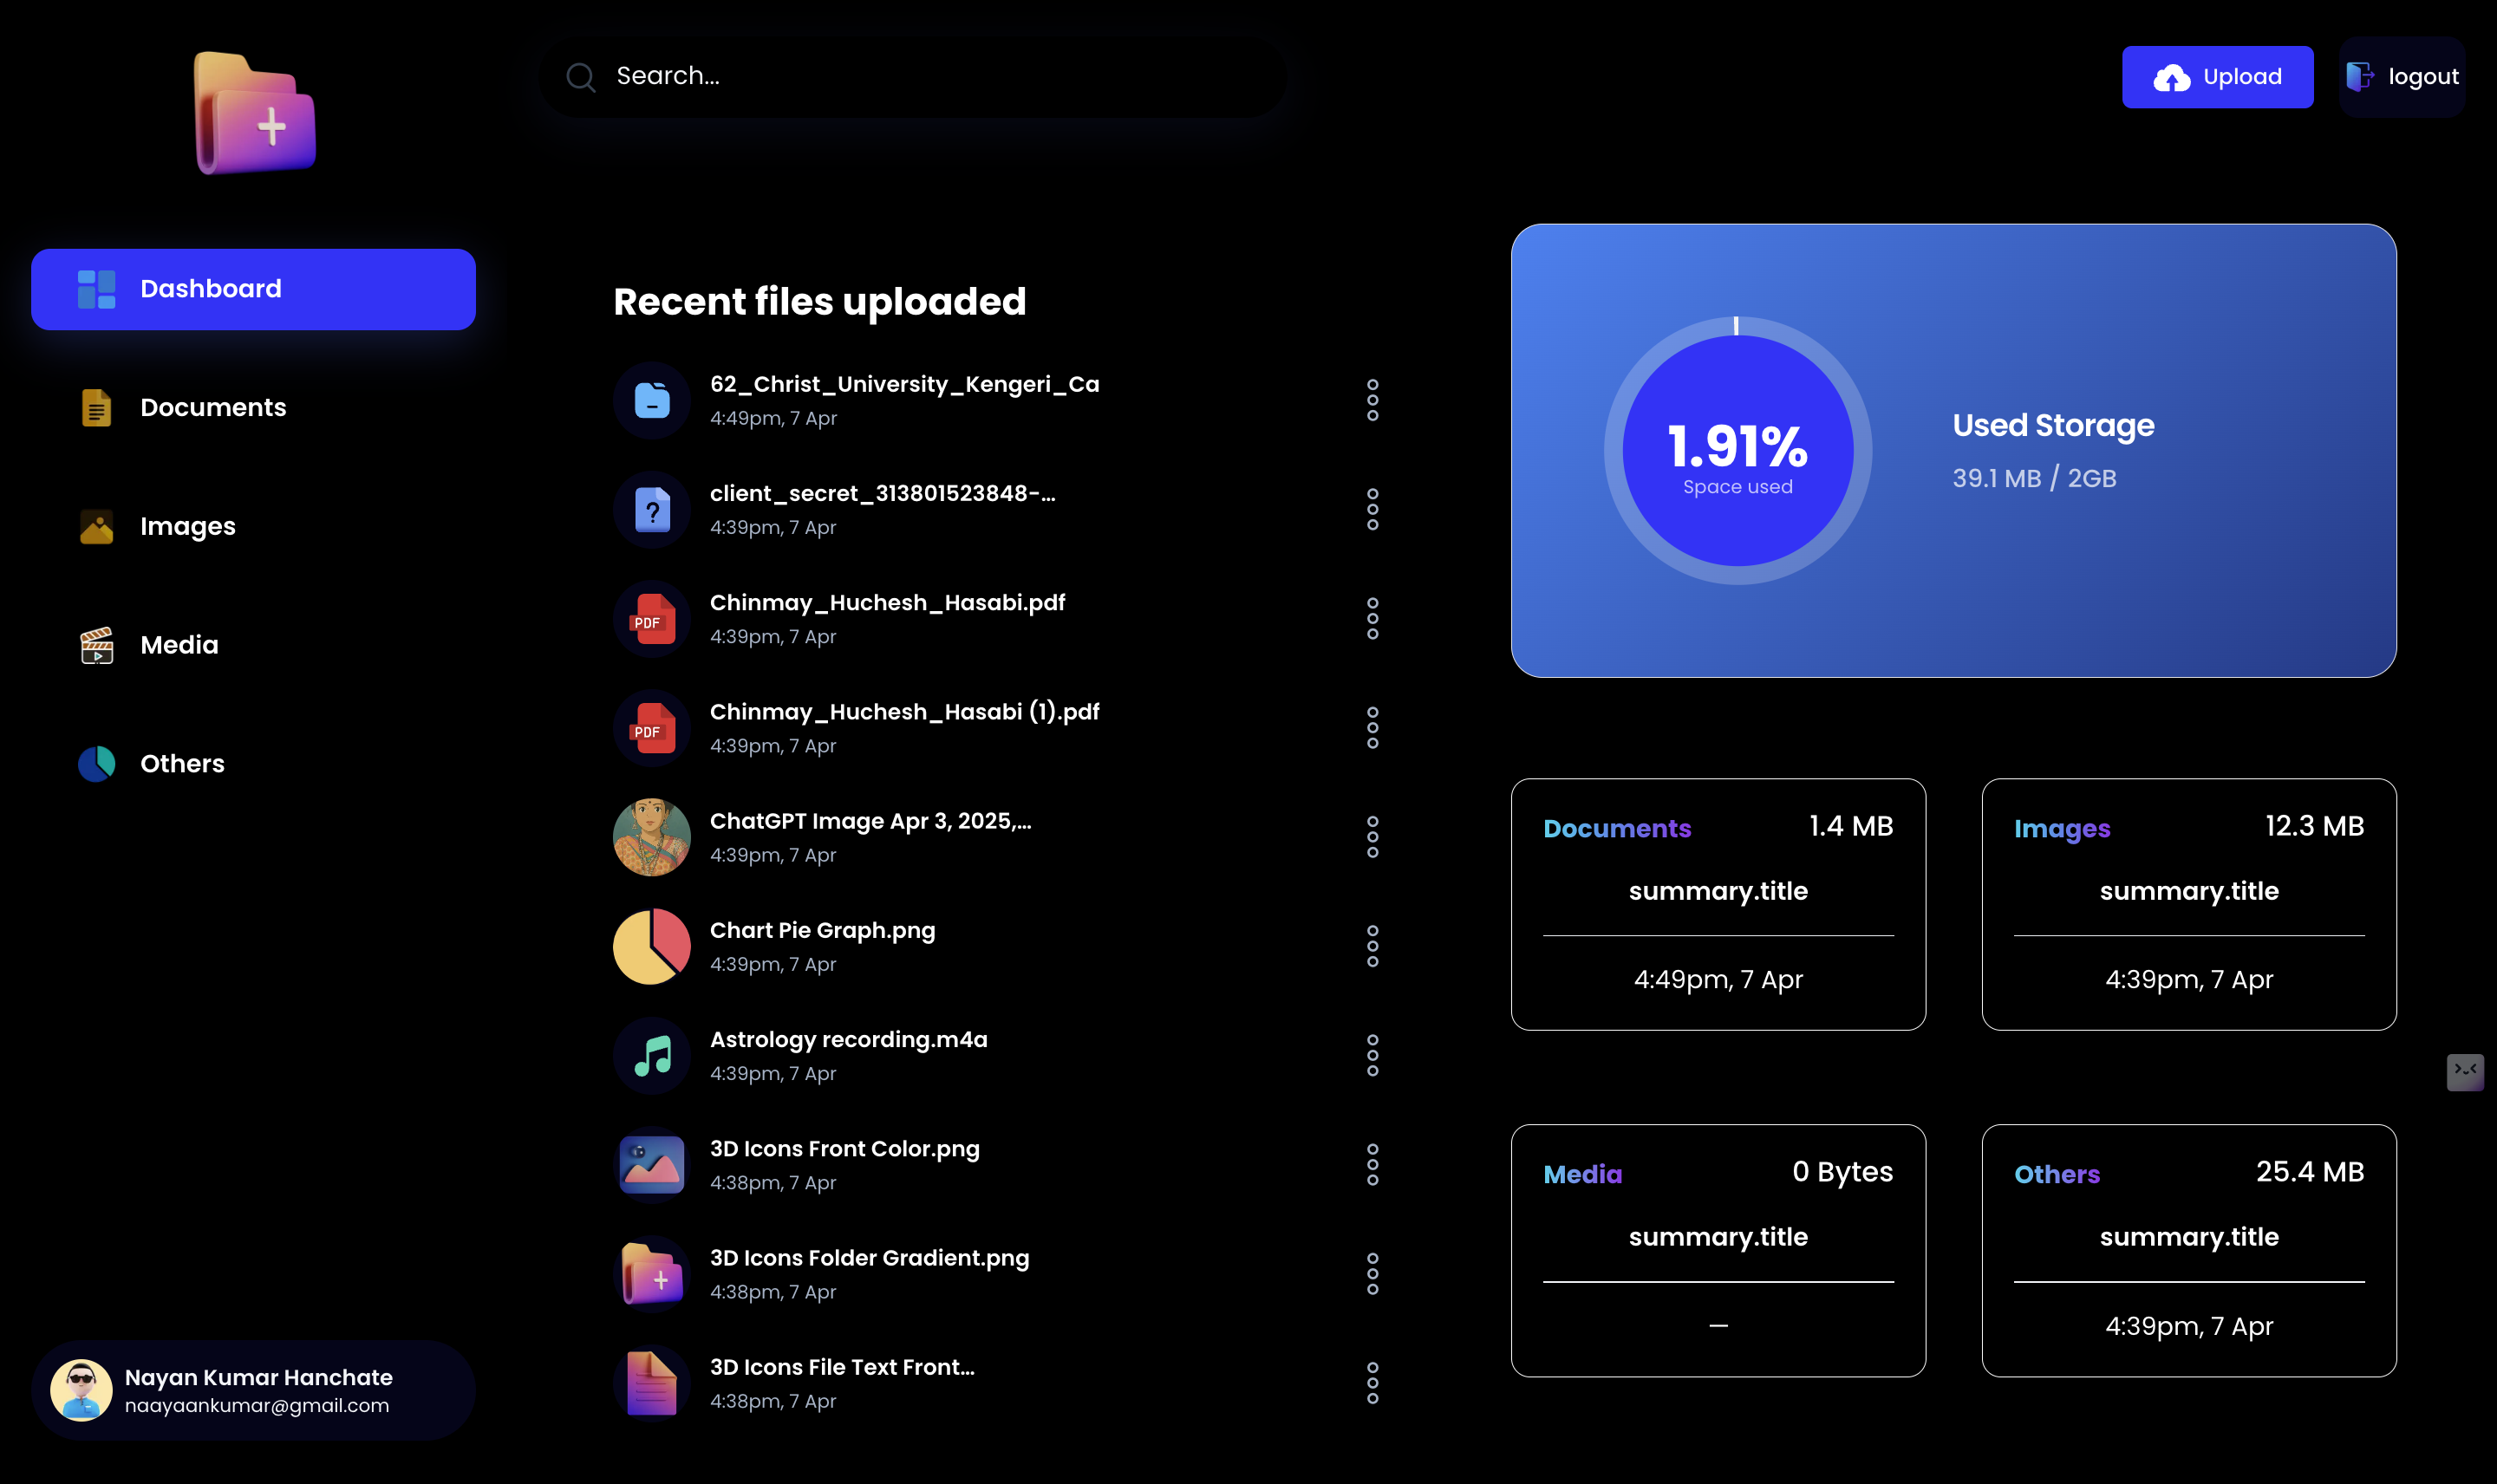 Search...
Upload
logout
Dashboard
Documents
Images
Media
Others
Nayan Kumar Hanchate
naayaankumar@gmail.com
Recent files uploaded
62_Christ_University_Kengeri_Ca
4:49pm, 7 Apr
client_secret_313801523848-...
4:39pm, 7 Apr
PDF
Chinmay_Huchesh_Hasabi.pdf
4:39pm, 7 Apr
PDF
Chinmay_Huchesh_Hasabi (1).pdf
4:39pm, 7 Apr
ChatGPT Image Apr 3, 2025,...
4:39pm, 7 Apr
Chart Pie Graph.png
4:39pm, 7 Apr
Astrology recording.m4a
4:39pm, 7 Apr
3D Icons Front Color.png
4:38pm, 7 Apr
3D Icons Folder Gradient.png
4:38pm, 7 Apr
3D Icons File Text Front...
4:38pm, 7 Apr
1.91%
Space used
Used Storage
39.1 MB / 2GB
Documents
1.4 MB
summary.title
4:49pm, 7 Apr
Images
12.3 MB
summary.title
4:39pm, 7 Apr
Media
0 Bytes
summary.title
—
Others
25.4 MB
summary.title
4:39pm, 7 Apr